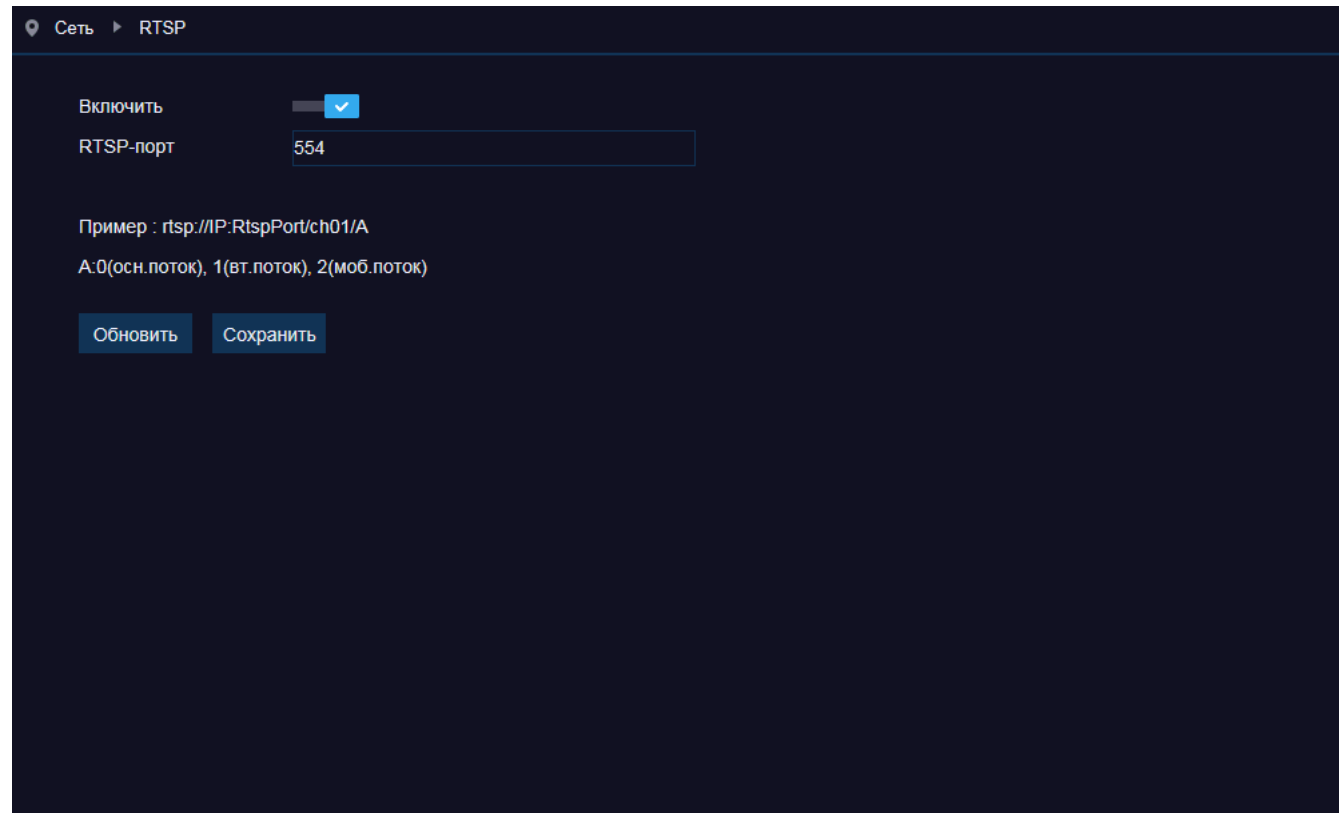 Сеть RTSP
Включить
RTSP-порт 554
Пример : rtsp://IP:RtspPort/ch01/A
A:0(осн.поток), 1(вт.поток), 2(моб.поток)
Обновить Сохранить